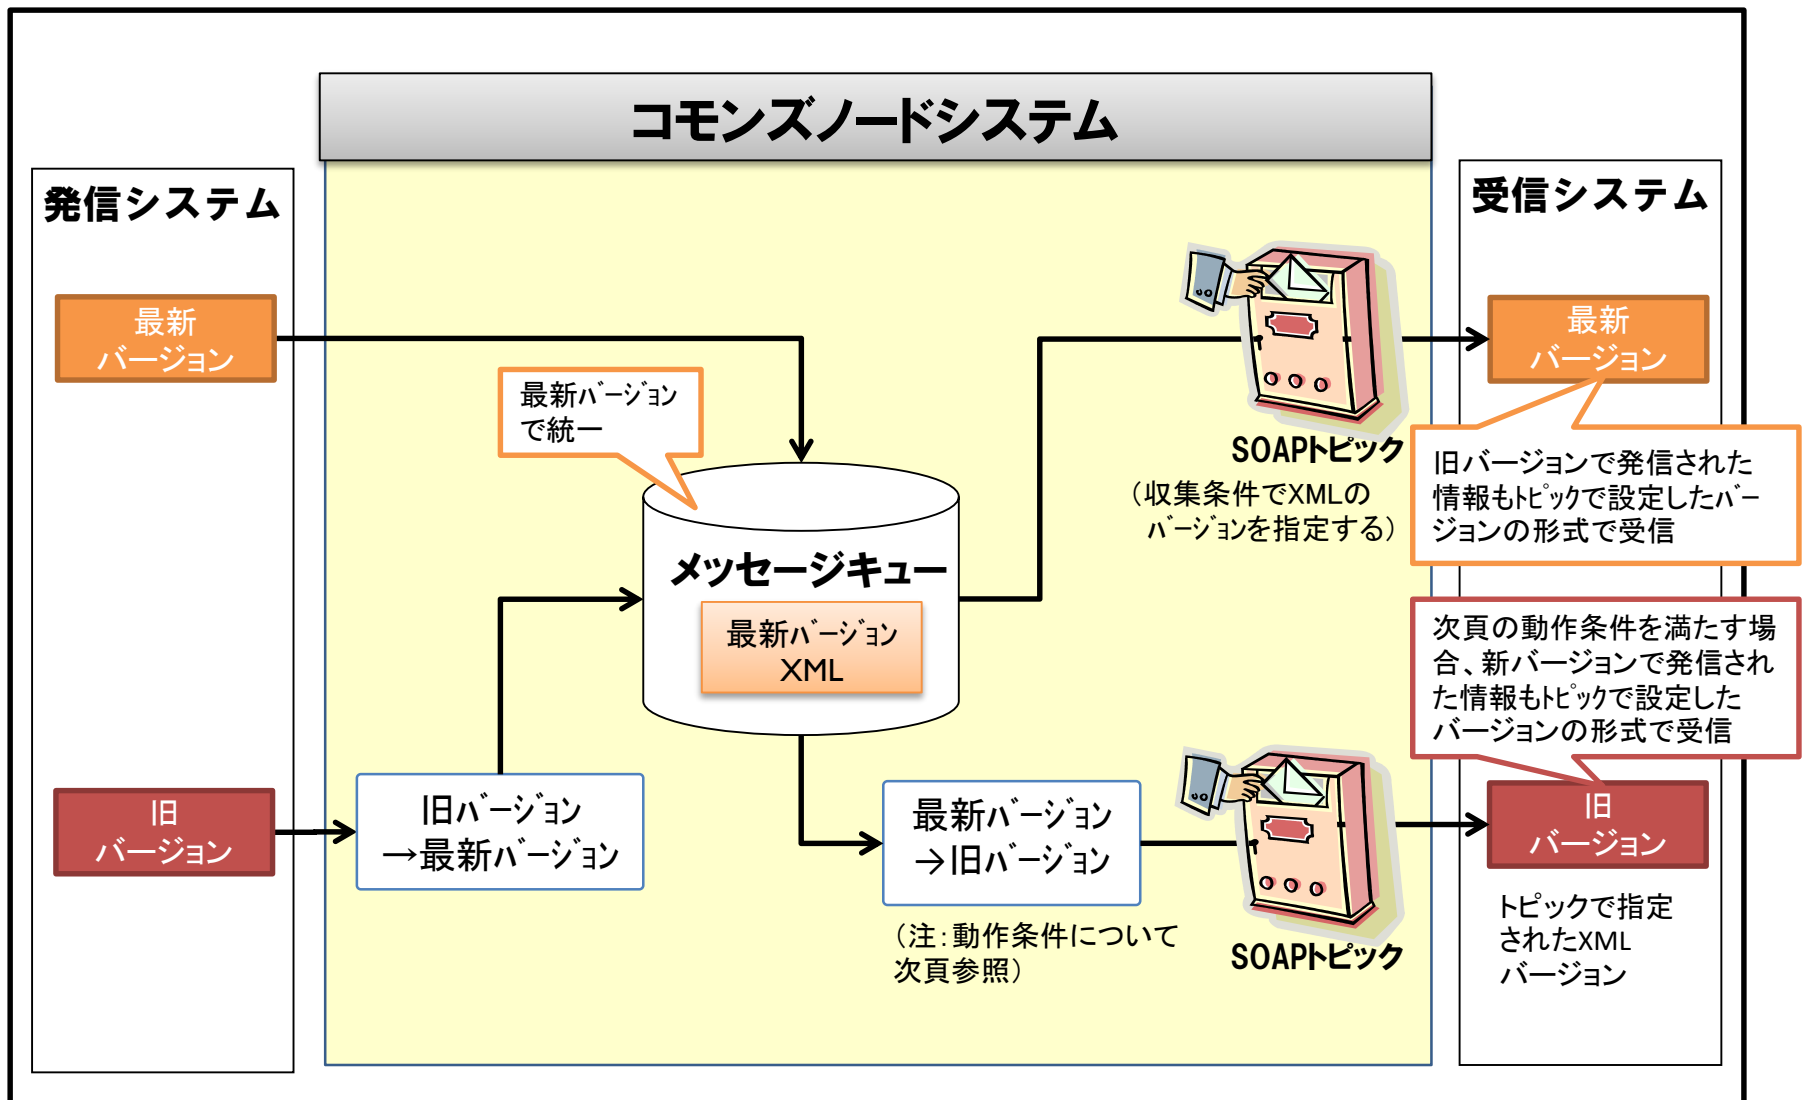 コモンズノードシステム
発信システム
受信システム
最新
バージョン
最新
バージョン
最新ﾊﾞｰｼﾞｮﾝ
で統一
SOAPﾄピック
（収集条件でXMLの
ﾊﾞｰｼﾞｮﾝを指定する）
旧バージョンで発信された
情報もﾄﾋﾟｯｸで設定したﾊﾞｰ
ジョンの形式で受信
メッセージキュー
最新ﾊﾞｰｼﾞｮﾝ
XML
次頁の動作条件を満たす場
合、新バージョンで発信され
た情報もﾄﾋﾟｯｸで設定した
バージョンの形式で受信
旧
バージョン
旧ﾊﾞｰｼﾞｮﾝ
→最新ﾊﾞｰｼﾞｮﾝ
最新ﾊﾞｰｼﾞｮﾝ
→旧ﾊﾞｰｼﾞｮﾝ
（注：動作条件について
次頁参照）
SOAPﾄピック
旧
バージョン
トピックで指定
されたXML
バージョン